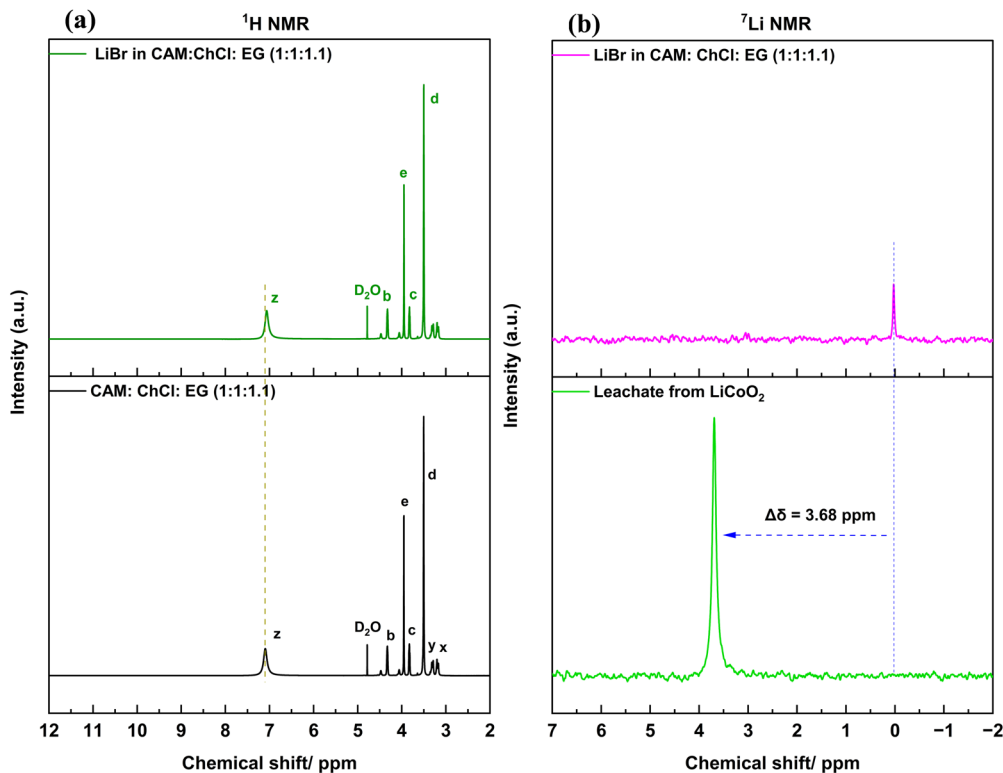 (a)
¹H NMR
LiBr in CAM:ChCl: EG (1:1:1.1)
d
e
z
D₂O
b
c
CAM: ChCl: EG (1:1:1.1)
d
e
z
D₂O
b
c
y
x
12 11 10 9 8 7 6 5 4 3 2
Chemical shift/ ppm
Intensity (a.u.)
Intensity (a.u.)
(b)
⁷Li NMR
LiBr in CAM: ChCl: EG (1:1:1.1)
Leachate from LiCoO₂
Δδ = 3.68 ppm
7 6 5 4 3 2 1 0 −1 −2
Chemical shift/ ppm
Intensity (a.u.)
Intensity (a.u.)